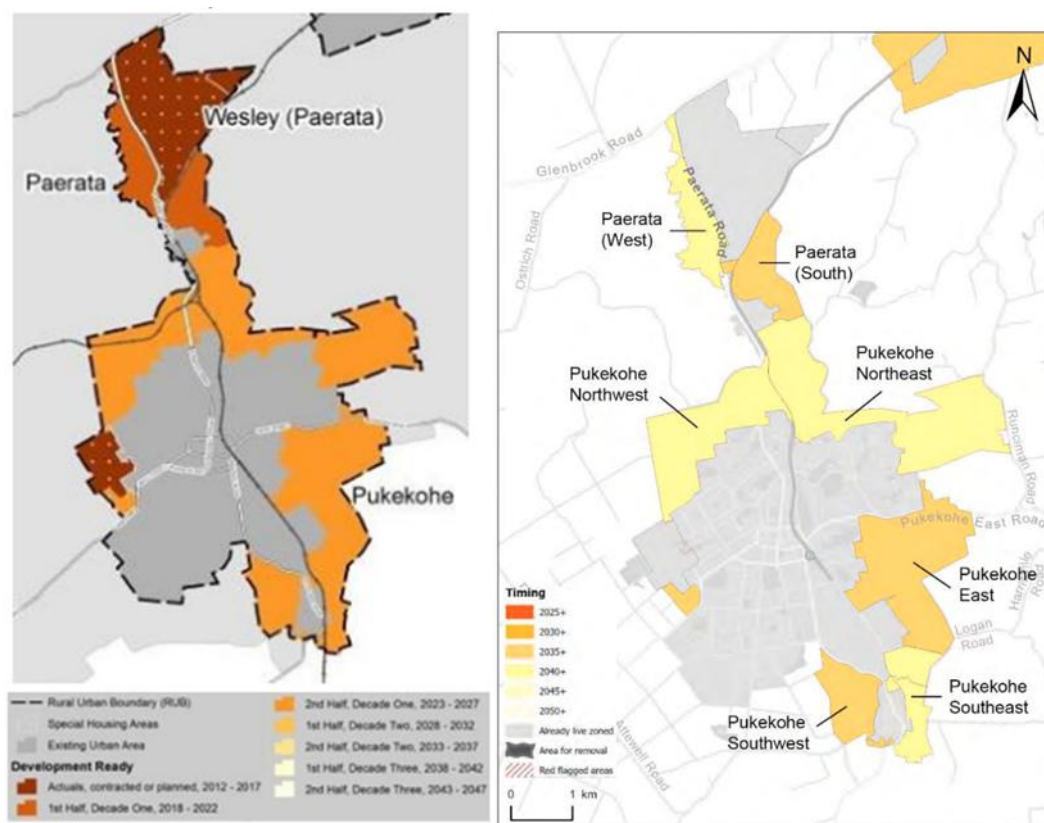 Wesley (Paerata)
Paerata
Pukekohe
Rural Urban Boundary (RUB)
Special Housing Areas
Existing Urban Area
Development Ready
Actuals, contracted or planned, 2012 - 2017
1st Half, Decade One, 2018 - 2022
2nd Half, Decade One, 2023 - 2027
1st Half, Decade Two, 2028 - 2032
2nd Half, Decade Two, 2033 - 2037
1st Half, Decade Three, 2038 - 2042
2nd Half, Decade Three, 2043 - 2047
N
Glenbrook Road
Ostrich Road
Paerata Road
Paerata
(West)
Paerata
(South)
Pukekohe
Northwest
Pukekohe
Northeast
Runciman Road
Pukekohe East Road
Pukekohe
East
Road
Logan
Road
Pukekohe
Southeast
Pukekohe
Southwest
Attewell Road
Timing
2025+
2030+
2035+
2040+
2045+
2050+
Already live zoned
Area for removal
Red flagged areas
0 1 km